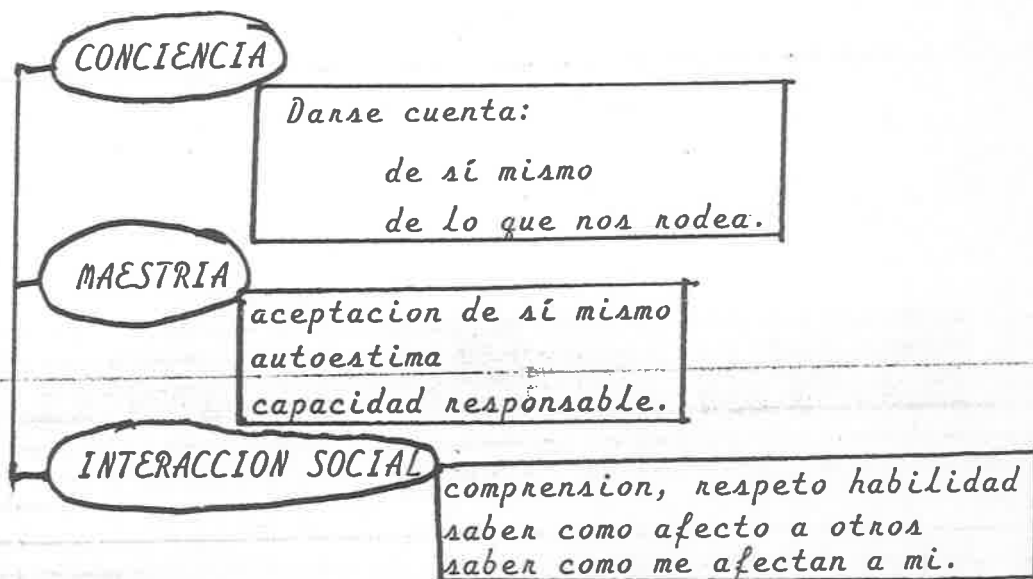 CONCIENCIA
Darse cuenta:
de sí mismo
de lo que nos rodea.
MAESTRIA
aceptacion de sí mismo
autoestima
capacidad responsable.
INTERACCION SOCIAL
comprension, respeto habilidad
saber como afecto a otros
saber como me afectan a mi.